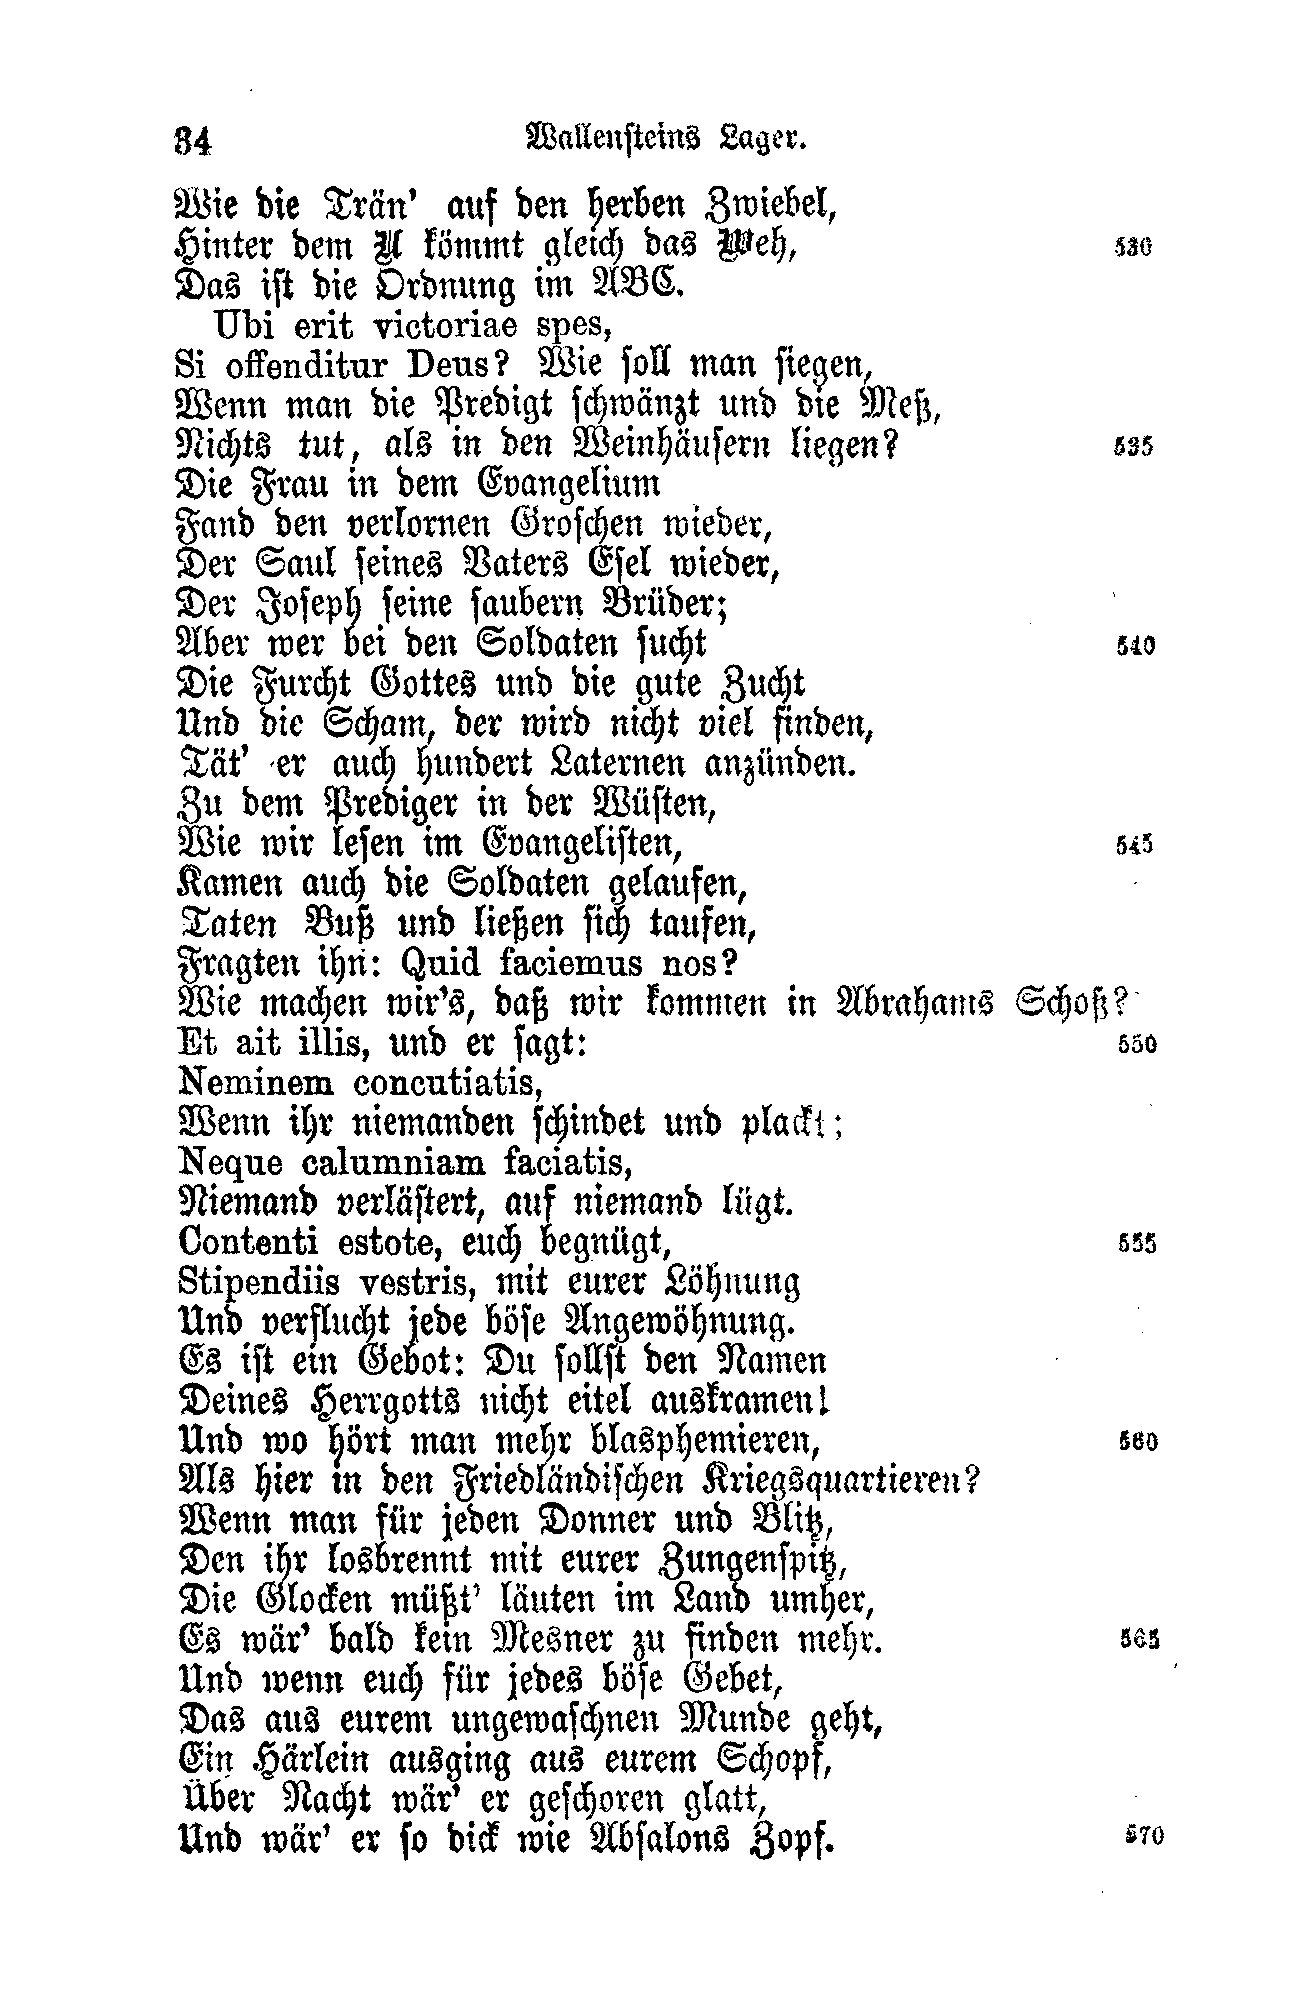 34 Wallensteins Lager.
Wie die Trän' auf den herben Zwiebel,
Hinter dem U kömmt gleich das Weh, 530
Das ist die Ordnung im ABC.
Ubi erit victoriae spes,
Si offenditur Deus? Wie soll man siegen,
Wenn man die Predigt schwänzt und die Meß,
Nichts tut, als in den Weinhäusern liegen? 535
Die Frau in dem Evangelium
Fand den verlornen Groschen wieder,
Der Saul seines Vaters Esel wieder,
Der Joseph seine saubern Brüder;
Aber wer bei den Soldaten sucht 540
Die Furcht Gottes und die gute Zucht
Und die Scham, der wird nicht viel finden,
Tät' er auch hundert Laternen anzünden.
Zu dem Prediger in der Wüsten,
Wie wir lesen im Evangelisten, 545
Kamen auch die Soldaten gelaufen,
Taten Buß und ließen sich taufen,
Fragten ihn: Quid faciemus nos?
Wie machen wir's, daß wir kommen in Abrahams Schoß?
Et ait illis, und er sagt: 550
Neminem concutiatis,
Wenn ihr niemanden schindet und plackt;
Neque calumniam faciatis,
Niemand verlästert, auf niemand lügt.
Contenti estote, euch begnügt, 555
Stipendiis vestris, mit eurer Löhnung
Und verflucht jede böse Angewöhnung.
Es ist ein Gebot: Du sollst den Namen
Deines Herrgotts nicht eitel auskramen!
Und wo hört man mehr blasphemieren, 560
Als hier in den Friedländischen Kriegsquartieren?
Wenn man für jeden Donner und Blitz,
Den ihr losbrennt mit eurer Zungenspitz,
Die Glocken müßt' läuten im Land umher,
Es wär' bald kein Mesner zu finden mehr. 565
Und wenn euch für jedes böse Gebet,
Das aus eurem ungewaschnen Munde geht,
Ein Härlein ausging aus eurem Schopf,
Über Nacht wär' er geschoren glatt,
Und wär' er so dick wie Absalons Zopf. 570